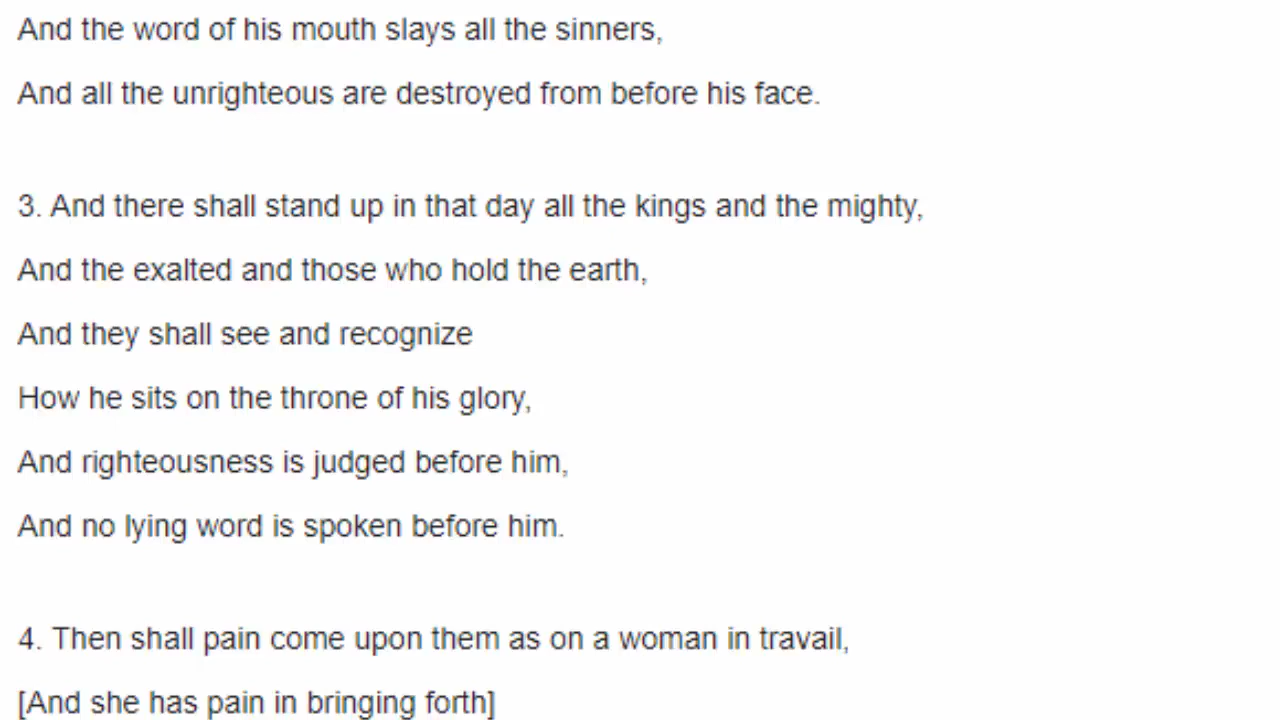 And the word of his mouth slays all the sinners,
And all the unrighteous are destroyed from before his face.
3. And there shall stand up in that day all the kings and the mighty,
And the exalted and those who hold the earth,
And they shall see and recognize
How he sits on the throne of his glory,
And righteousness is judged before him,
And no lying word is spoken before him.
4. Then shall pain come upon them as on a woman in travail,
[And she has pain in bringing forth]